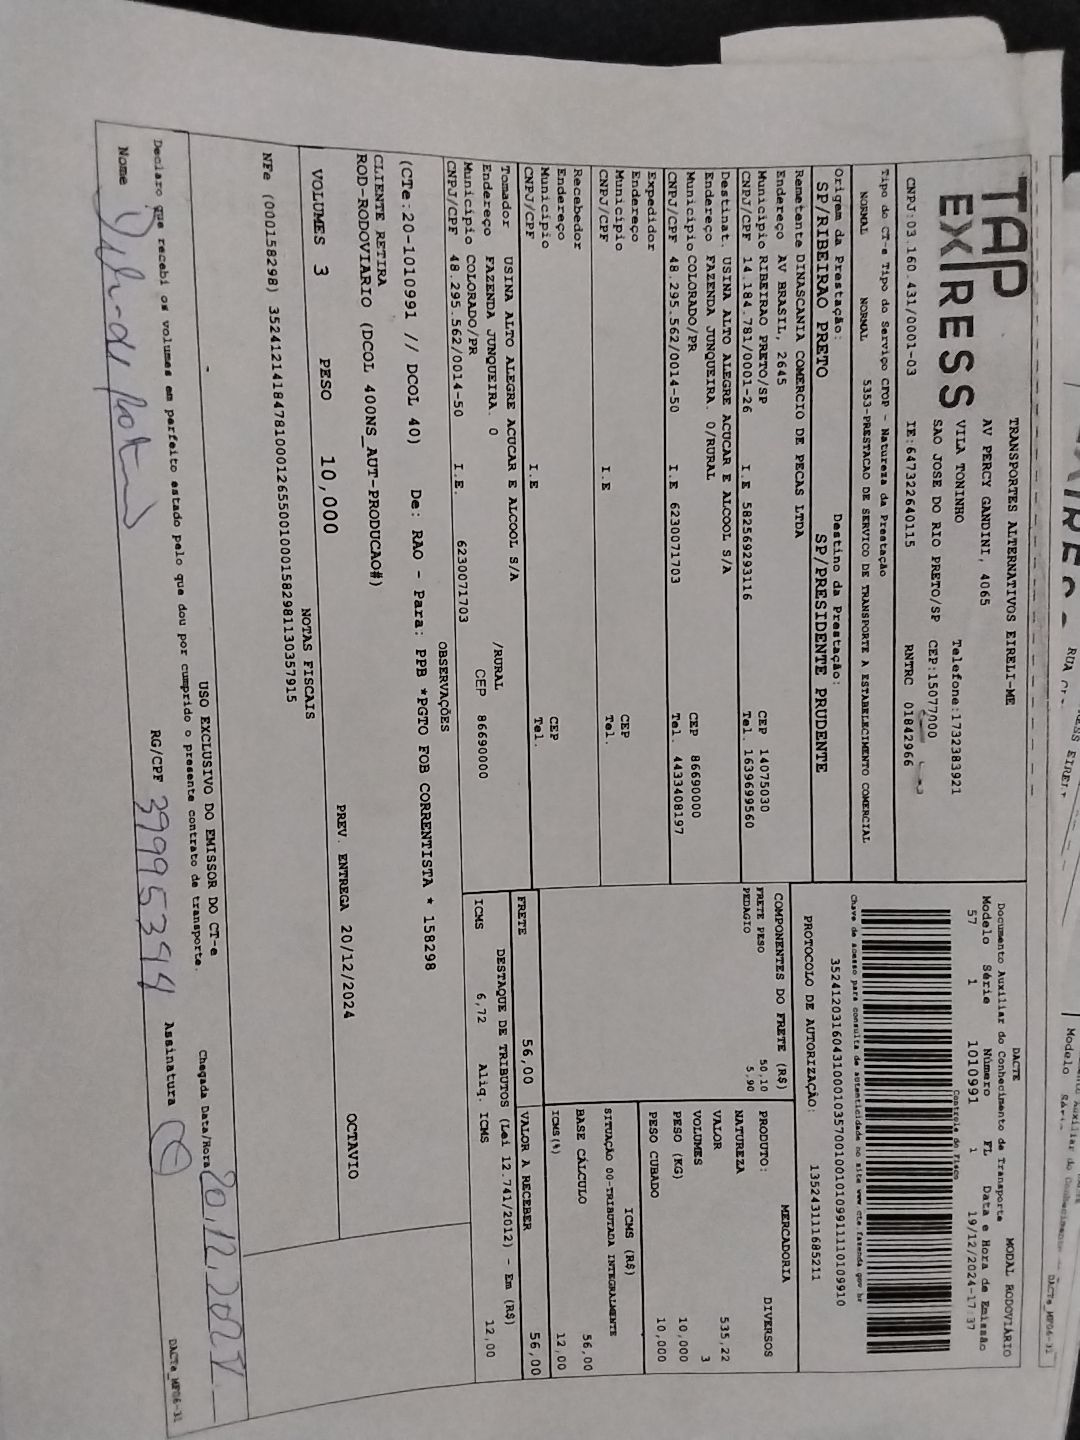 TAP
EXPRESS
TRANSPORTES ALTERNATIVOS EIRELI-ME
AV PERCY GANDINI, 4065
VILA TONINHO
SAO JOSE DO RIO PRETO/SP CEP:15077000
Telefone:1732383921
CNPJ:03.160.431/0001-03 IE:647322640115 RNTRC 01842966
Tipo do CT-e Tipo do Serviço CFOP - Natureza da Prestação
NORMAL NORMAL 5353-PRESTACAO DE SERVICO DE TRANSPORTE A ESTABELECIMENTO COMERCIAL
Origem da Prestação: Destino da Prestação:
SP/RIBEIRAO PRETO SP/PRESIDENTE PRUDENTE
Remetente DINASCANIA COMERCIO DE PECAS LTDA
Endereço AV BRASIL, 2645
Município RIBEIRAO PRETO/SP CEP 14075030
CNPJ/CPF 14.184.781/0001-26 I.E 582569293116 Tel. 1639699560
Destinat. USINA ALTO ALEGRE ACUCAR E ALCOOL S/A
Endereço FAZENDA JUNQUEIRA. 0/RURAL
Município COLORADO/PR CEP 86690000
CNPJ/CPF 48.295.562/0014-50 I.E 6230071703 Tel. 4433408197
Expedidor
Endereço
Município CEP
CNPJ/CPF I.E Tel.
Recebedor
Endereço
Município CEP
CNPJ/CPF I.E Tel.
Tomador USINA ALTO ALEGRE ACUCAR E ALCOOL S/A
Endereço FAZENDA JUNQUEIRA. 0 /RURAL
Município COLORADO/PR CEP 86690000
CNPJ/CPF 48.295.562/0014-50 I.E. 6230071703
DACTE MODAL RODOVIÁRIO
Documento Auxiliar do Conhecimento de Transporte
Modelo Série Número FL Data e Hora de Emissão
57 1 1010991 1 19/12/2024-17:37
Controle do Fisco
Chave de acesso para consulta de autenticidade no site www.cte.fazenda.gov.br
35241203160431000103570010010109911110109910
PROTOCOLO DE AUTORIZAÇÃO: 135243111685211
COMPONENTES DO FRETE (R$)
FRETE PESO 50,10
PEDAGIO 5,90
MERCADORIA
PRODUTO: DIVERSOS
NATUREZA
VALOR 535,22
VOLUMES 3
PESO (KG) 10,000
PESO CUBADO 10,000
ICMS (R$)
SITUAÇÃO 00-TRIBUTADA INTEGRALMENTE
BASE CÁLCULO 56,00
ICMS(%) 12,00
FRETE 56,00 VALOR A RECEBER 56,00
DESTAQUE DE TRIBUTOS (Lei 12.741/2012) - Em (R$)
ICMS 6,72 Aliq. ICMS 12,00
OBSERVAÇÕES
(CTe:20-1010991 // DCOL 40) De: RAO - Para: PPB *PGTO FOB CORRENTISTA * 158298
CLIENTE RETIRA
ROD-RODOVIARIO (DCOL 400NS_AUT-PRODUCAO#)
VOLUMES 3 PESO 10,000 PREV. ENTREGA 20/12/2024 OCTAVIO
NOTAS FISCAIS
NFe (000158298) 35241214184781000126550010001582981130357915
USO EXCLUSIVO DO EMISSOR DO CT-e
Declaro que recebi os volumes em perfeito estado pelo que dou por cumprido o presente contrato de transporte.
Chegada Data/Hora 20.12.2024
Nome RG/CPF 399953944 Assinatura
DACTe_MF06-31